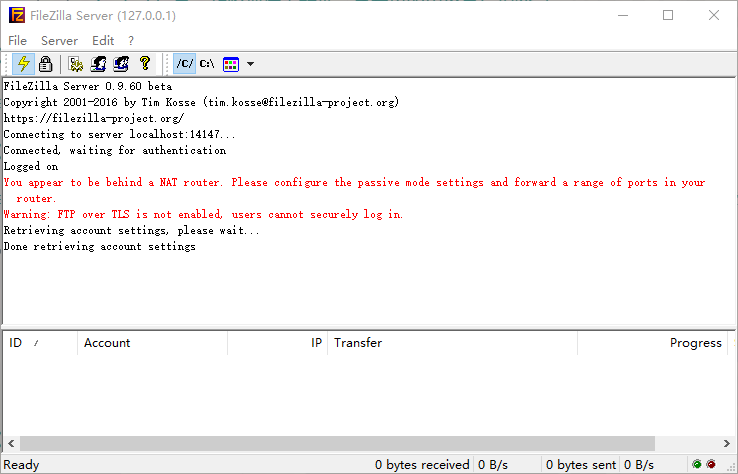 FileZilla Server (127.0.0.1)
File Server Edit ?
/C/ C:\
FileZilla Server 0.9.60 beta
Copyright 2001-2016 by Tim Kosse (tim.kosse@filezilla-project.org)
https://filezilla-project.org/
Connecting to server localhost:14147...
Connected, waiting for authentication
Logged on
You appear to be behind a NAT router. Please configure the passive mode settings and forward a range of ports in your
router.
Warning: FTP over TLS is not enabled, users cannot securely log in.
Retrieving account settings, please wait...
Done retrieving account settings
ID / Account IP Transfer Progress
Ready 0 bytes received 0 B/s 0 bytes sent 0 B/s